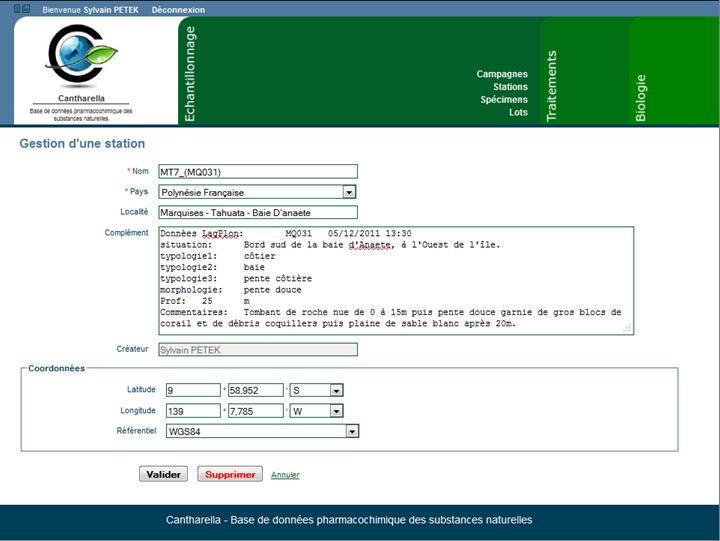 Bienvenue Sylvain PETEK Déconnexion
Cantharella
Base de données pharmacochimique des
substances naturelles
Echantillonnage
Campagnes
Stations
Spécimens
Lots
Traitements
Biologie
Gestion d'une station
* Nom MT7_(MQ031)
* Pays Polynésie Française
Localité Marquises - Tahuata - Baie D'anaete
Complément Données LagPlon: MQ031 05/12/2011 13:30
situation: Bord sud de la baie d'Anaete, à l'Ouest de l'île.
typologie1: côtier
typologie2: baie
typologie3: pente côtière
morphologie: pente douce
Prof: 25 m
Commentaires: Tombant de roche nue de 0 à 15m puis pente douce garnie de gros blocs de
corail et de débris coquillers puis plaine de sable blanc après 20m.
Créateur Sylvain PETEK
Coordonnées
Latitude 9 ° 58,952 ' S
Longitude 139 ° 7,785 ' W
Référentiel WGS84
Valider Supprimer Annuler
Cantharella - Base de données pharmacochimique des substances naturelles